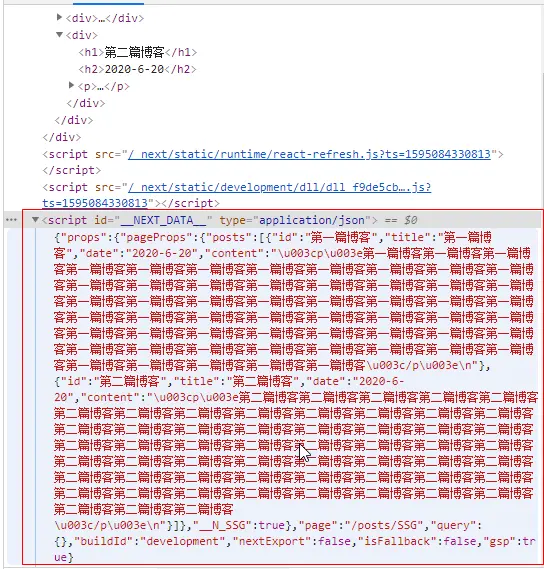 <div>…</div>
<div>
<h1>第二篇博客</h1>
<h2>2020-6-20</h2>
<p>…</p>
</div>
</div>
</div>
<script src="/_next/static/runtime/react-refresh.js?ts=1595084330813">
</script>
<script src="/_next/static/development/dll/dll_f9de5cb….js?
ts=1595084330813"></script>
… <script id="__NEXT_DATA__" type="application/json"> == $0
{"props":{"pageProps":{"posts":[{"id":"第一篇博客","title":"第一篇博
客","date":"2020-6-20","content":"\u003cp\u003e第一篇博客第一篇博客第一篇
博客第一篇博客第一篇博客第一篇博客第一篇博客第一篇博客第一篇博客第一篇博客第一篇
博客第一篇博客第一篇博客第一篇博客第一篇博客第一篇博客第一篇博客第一篇博客第一篇
博客第一篇博客第一篇博客第一篇博客第一篇博客第一篇博客第一篇博客第一篇博客第一篇
博客第一篇博客第一篇博客第一篇博客第一篇博客第一篇博客第一篇博客第一篇博客第一篇
博客第一篇博客第一篇博客第一篇博客第一篇博客第一篇博客第一篇博客第一篇博客第一篇
博客第一篇博客第一篇博客第一篇博客第一篇博客第一篇博客第一篇博客第一篇博客第一篇
博客第一篇博客第一篇博客第一篇博客第一篇博客第一篇博客\u003c/p\u003e\n"},
{"id":"第二篇博客","title":"第二篇博客","date":"2020-6-
20","content":"\u003cp\u003e第二篇博客第二篇博客第二篇博客第二篇博客第二篇博客
第二篇博客第二篇博客第二篇博客第二篇博客第二篇博客第二篇博客第二篇博客第二篇博客
第二篇博客第二篇博客第二篇博客第二篇博客第二篇博客第二篇博客第二篇博客第二篇博客
第二篇博客第二篇博客第二篇博客第二篇博客第二篇博客第二篇博客第二篇博客第二篇博客
第二篇博客第二篇博客第二篇博客第二篇博客第二篇博客第二篇博客第二篇博客第二篇博客
第二篇博客第二篇博客第二篇博客第二篇博客第二篇博客第二篇博客第二篇博客第二篇博客
第二篇博客第二篇博客第二篇博客第二篇博客第二篇博客第二篇博客第二篇博客第二篇博客
第二篇博客第二篇博客第二篇博客
\u003c/p\u003e\n"}]},"__N_SSG":true},"page":"/posts/SSG","query":
{},"buildId":"development","nextExport":false,"isFallback":false,"gsp":t
rue}